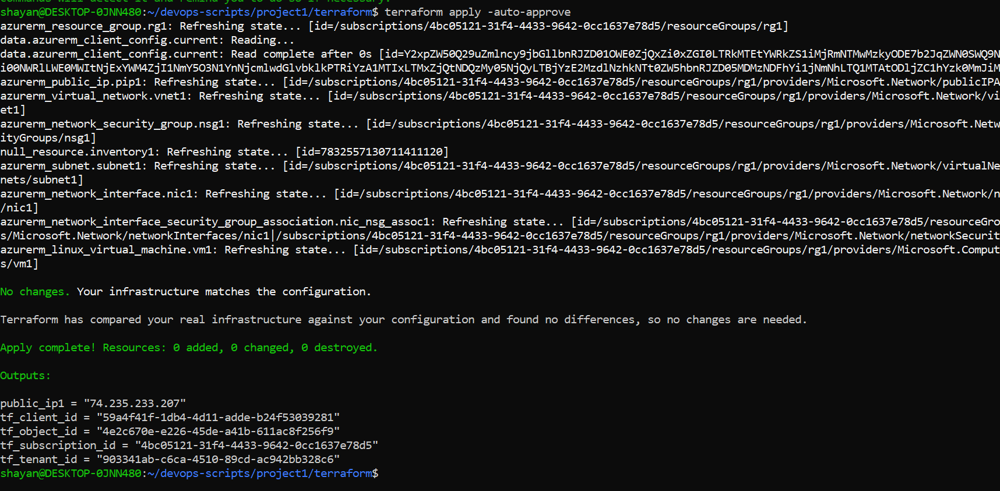 commands will detect it and remind you to do so if necessary.
shayan@DESKTOP-0JNN480:~/devops-scripts/project1/terraform$ terraform apply -auto-approve
azurerm_resource_group.rg1: Refreshing state... [id=/subscriptions/4bc05121-31f4-4433-9642-0cc1637e78d5/resourceGroups/rg1]
data.azurerm_client_config.current: Reading...
data.azurerm_client_config.current: Read complete after 0s [id=Y2xpZW50Q29uZmlncy9jbGllbnRJZD01OWE0ZjQxZi0xZGI0LTRkMTEtYWRkZS1iMjRmNTMwMzkyODE7b2JqZWN0SWQ9N
i00NWRlLWE0MWItNjExYWM4ZjI1NmY5O3N1YnNjcmlwdGlvbklkPTRiYzA1MTIxLTMxZjQtNDQzMy05NjQyLTBjYzE2MzdlNzhkNTt0ZW5hbnRJZD05MDMzNDFhYi1jNmNhLTQ1MTAtODljZC1hYzk0MmJiM
azurerm_public_ip.pip1: Refreshing state... [id=/subscriptions/4bc05121-31f4-4433-9642-0cc1637e78d5/resourceGroups/rg1/providers/Microsoft.Network/publicIPA
azurerm_virtual_network.vnet1: Refreshing state... [id=/subscriptions/4bc05121-31f4-4433-9642-0cc1637e78d5/resourceGroups/rg1/providers/Microsoft.Network/vi
et1]
azurerm_network_security_group.nsg1: Refreshing state... [id=/subscriptions/4bc05121-31f4-4433-9642-0cc1637e78d5/resourceGroups/rg1/providers/Microsoft.Netw
ityGroups/nsg1]
null_resource.inventory1: Refreshing state... [id=7832557130711411120]
azurerm_subnet.subnet1: Refreshing state... [id=/subscriptions/4bc05121-31f4-4433-9642-0cc1637e78d5/resourceGroups/rg1/providers/Microsoft.Network/virtualNe
nets/subnet1]
azurerm_network_interface.nic1: Refreshing state... [id=/subscriptions/4bc05121-31f4-4433-9642-0cc1637e78d5/resourceGroups/rg1/providers/Microsoft.Network/n
/nic1]
azurerm_network_interface_security_group_association.nic_nsg_assoc1: Refreshing state... [id=/subscriptions/4bc05121-31f4-4433-9642-0cc1637e78d5/resourceGro
s/Microsoft.Network/networkInterfaces/nic1|/subscriptions/4bc05121-31f4-4433-9642-0cc1637e78d5/resourceGroups/rg1/providers/Microsoft.Network/networkSecurit
azurerm_linux_virtual_machine.vm1: Refreshing state... [id=/subscriptions/4bc05121-31f4-4433-9642-0cc1637e78d5/resourceGroups/rg1/providers/Microsoft.Comput
s/vm1]
No changes. Your infrastructure matches the configuration.
Terraform has compared your real infrastructure against your configuration and found no differences, so no changes are needed.
Apply complete! Resources: 0 added, 0 changed, 0 destroyed.
Outputs:
public_ip1 = "74.235.233.207"
tf_client_id = "59a4f41f-1db4-4d11-adde-b24f53039281"
tf_object_id = "4e2c670e-e226-45de-a41b-611ac8f256f9"
tf_subscription_id = "4bc05121-31f4-4433-9642-0cc1637e78d5"
tf_tenant_id = "903341ab-c6ca-4510-89cd-ac942bb328c6"
shayan@DESKTOP-0JNN480:~/devops-scripts/project1/terraform$